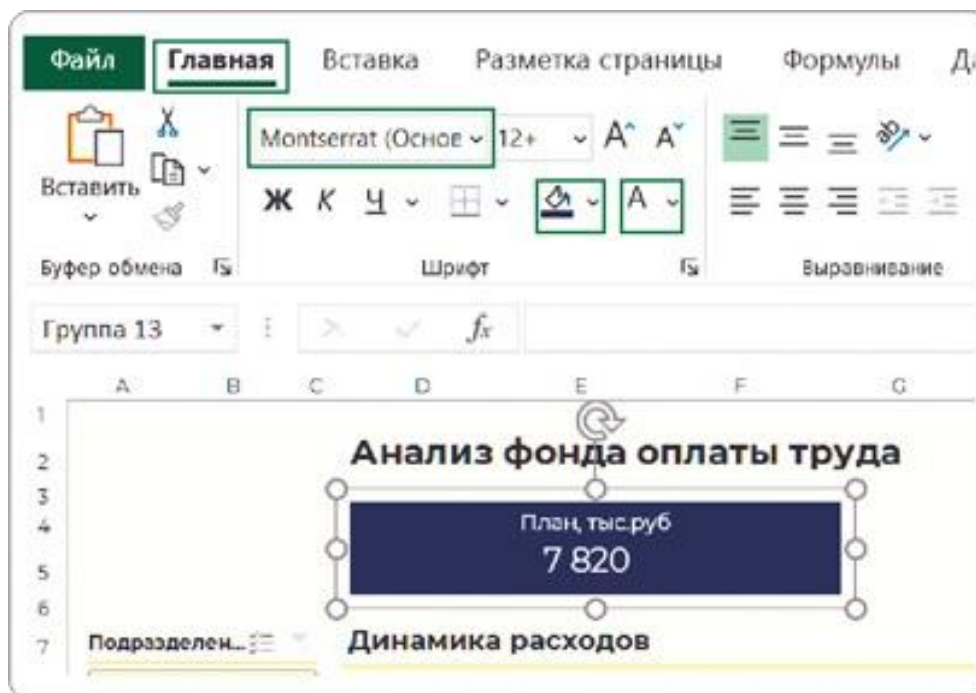 Файл Главная Вставка Разметка страницы Формулы Да
Montserrat (Основ 12+ A A
Вставить
Ж К Ч A
Буфер обмена Шрифт Выравнивание
Группа 13 fx
A B C D E F G
1
2 Анализ фонда оплаты труда
3
4 План, тыс.руб
5 7 820
6
7 Подразделен... Динамика расходов